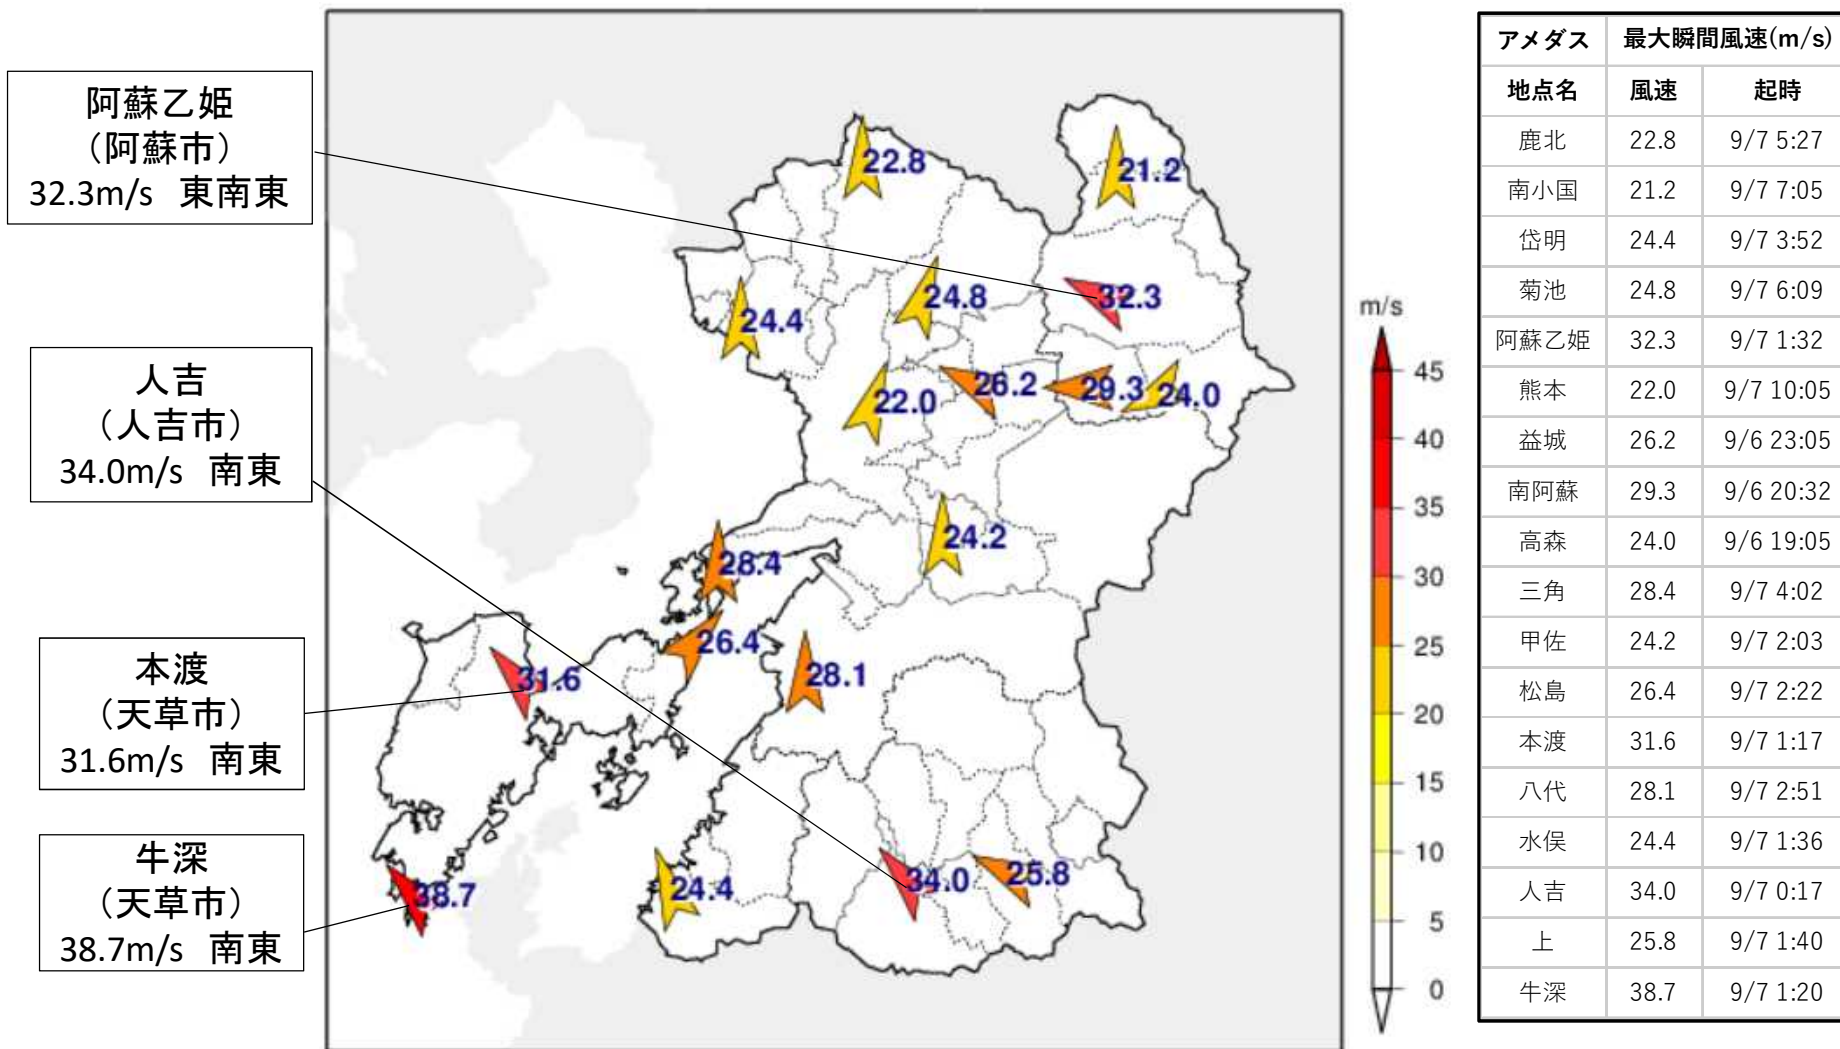 阿蘇乙姫
（阿蘇市）
32.3m/s 東南東
人吉
（人吉市）
34.0m/s 南東
本渡
（天草市）
31.6m/s 南東
牛深
（天草市）
38.7m/s 南東
22.8
21.2
24.8
32.3
24.4
22.0
26.2
29.3
24.0
24.2
28.4
26.4
31.6
28.1
38.7
24.4
34.0
25.8
m/s
45
40
35
30
25
20
15
10
5
0
アメダス 最大瞬間風速(m/s)
地点名 風速 起時
鹿北 22.8 9/7 5:27
南小国 21.2 9/7 7:05
岱明 24.4 9/7 3:52
菊池 24.8 9/7 6:09
阿蘇乙姫 32.3 9/7 1:32
熊本 22.0 9/7 10:05
益城 26.2 9/6 23:05
南阿蘇 29.3 9/6 20:32
高森 24.0 9/6 19:05
三角 28.4 9/7 4:02
甲佐 24.2 9/7 2:03
松島 26.4 9/7 2:22
本渡 31.6 9/7 1:17
八代 28.1 9/7 2:51
水俣 24.4 9/7 1:36
人吉 34.0 9/7 0:17
上 25.8 9/7 1:40
牛深 38.7 9/7 1:20